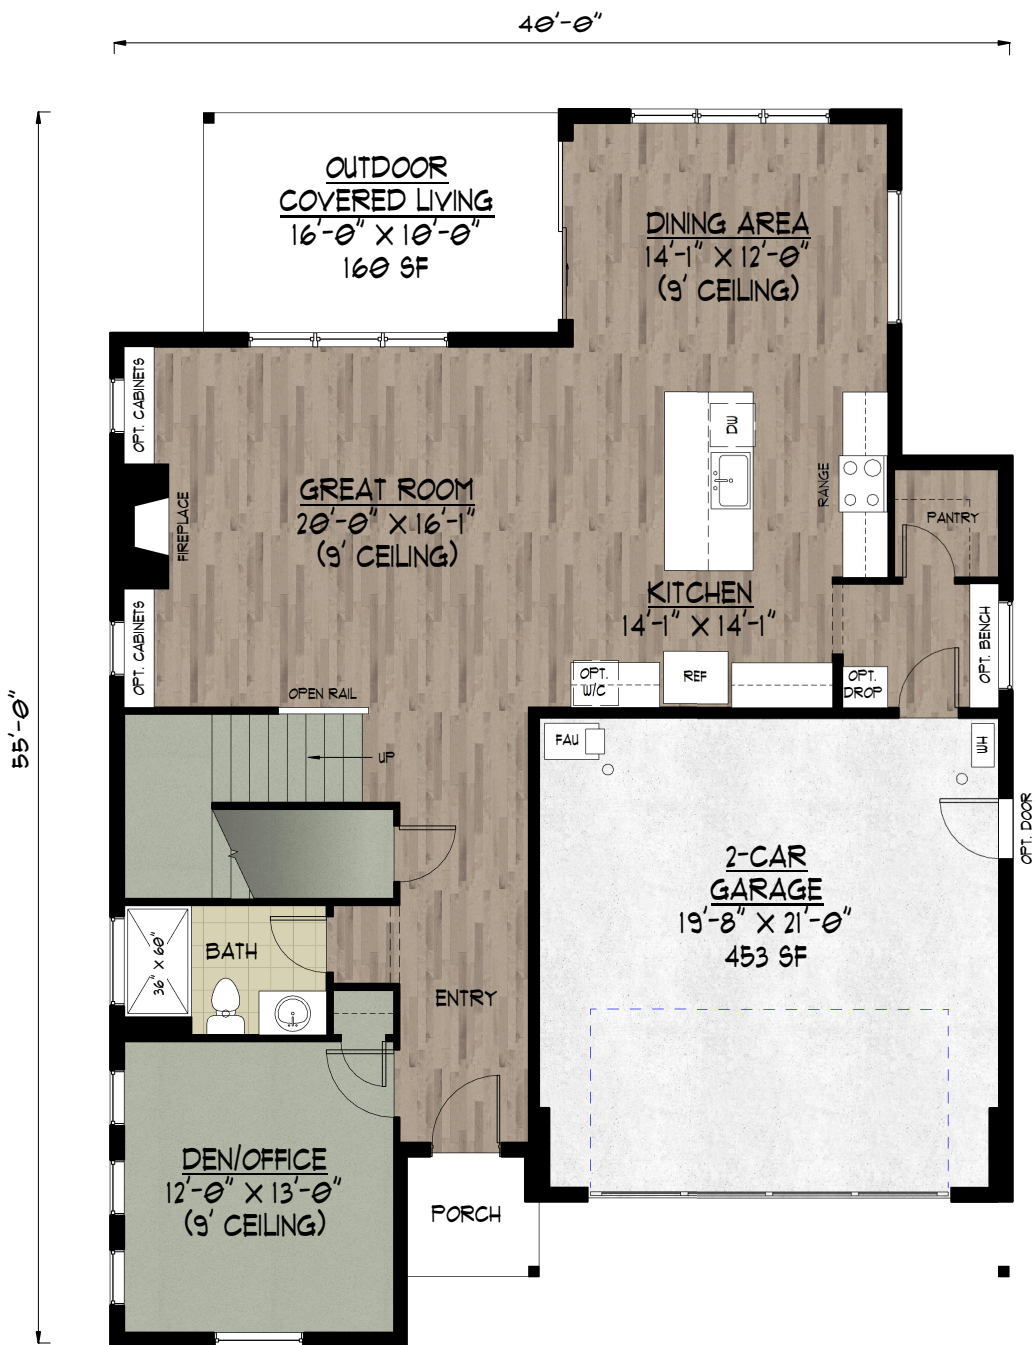 40'-0"
OUTDOOR
COVERED LIVING
16'-0" X 10'-0"
160 SF
DINING AREA
14'-1" X 12'-0"
(9' CEILING)
OPT. CABINETS
DW
GREAT ROOM
20'-0" X 16'-1"
(9' CEILING)
FIREPLACE
RANGE
PANTRY
KITCHEN
14'-1" X 14'-1"
OPT. CABINETS
OPT. BENCH
OPT.
W/C
REF
OPT.
DROP
OPEN RAIL
55'-0"
UP
FAU
WH
OPT. DOOR
2-CAR
GARAGE
19'-8" X 21'-0"
453 SF
36" X 60"
BATH
ENTRY
DEN/OFFICE
12'-0" X 13'-0"
(9' CEILING)
PORCH